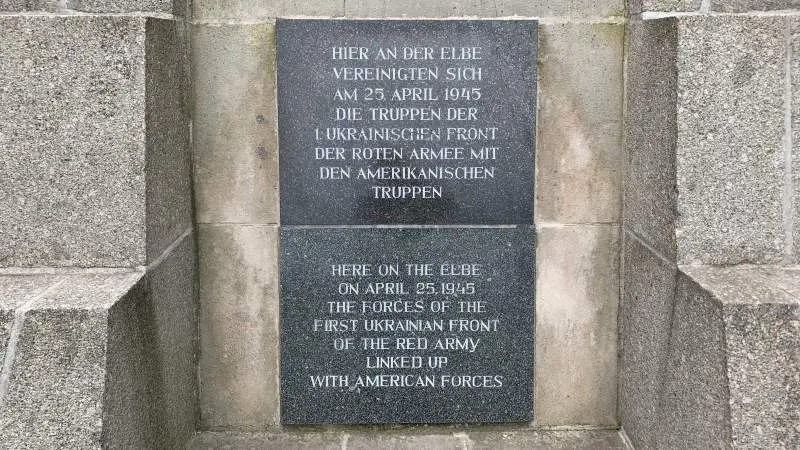 HIER AN DER ELBE
VEREINIGTEN SICH
AM 25. APRIL 1945
DIE TRUPPEN DER
1. UKRAINISCHEN FRONT
DER ROTEN ARMEE MIT
DEN AMERIKANISCHEN
TRUPPEN
HERE ON THE ELBE
ON APRIL 25. 1945
THE FORCES OF THE
FIRST UKRAINIAN FRONT
OF THE RED ARMY
LINKED UP
WITH AMERICAN FORCES